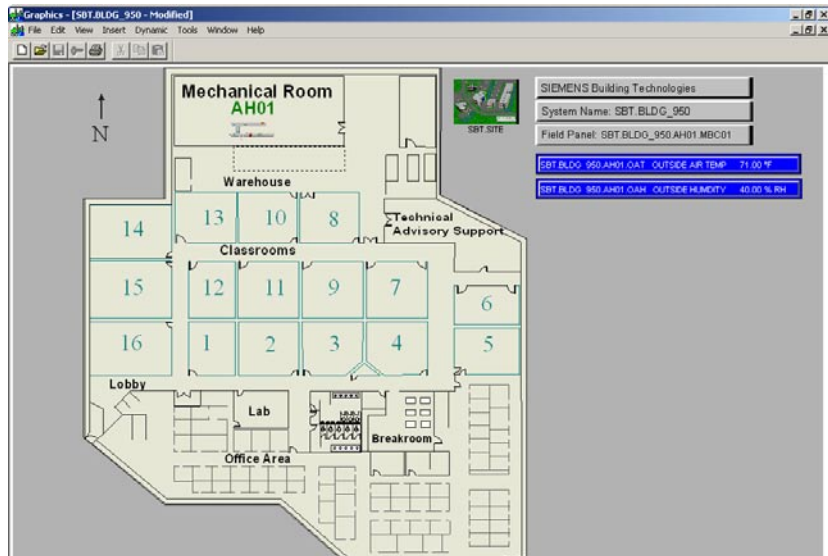 Graphics - [SBT.BLDG_950 - Modified]
File Edit View Insert Dynamic Tools Window Help
N
Mechanical Room
AH01
SBT.SITE
SIEMENS Building Technologies
System Name: SBT.BLDG_950
Field Panel: SBT.BLDG_950.AH01.MBC01
SBT.BLDG 950.AH01.OAT OUTSIDE AIR TEMP 71.00 °F
SBT.BLDG 950.AH01.OAH OUTSIDE HUMIDITY 40.00 % RH
Warehouse
14 13 10 8
Technical
Advisory Support
Classrooms
15 12 11 9 7
6
16 1 2 3 4 5
Lobby
Lab
Breakroom
Office Area